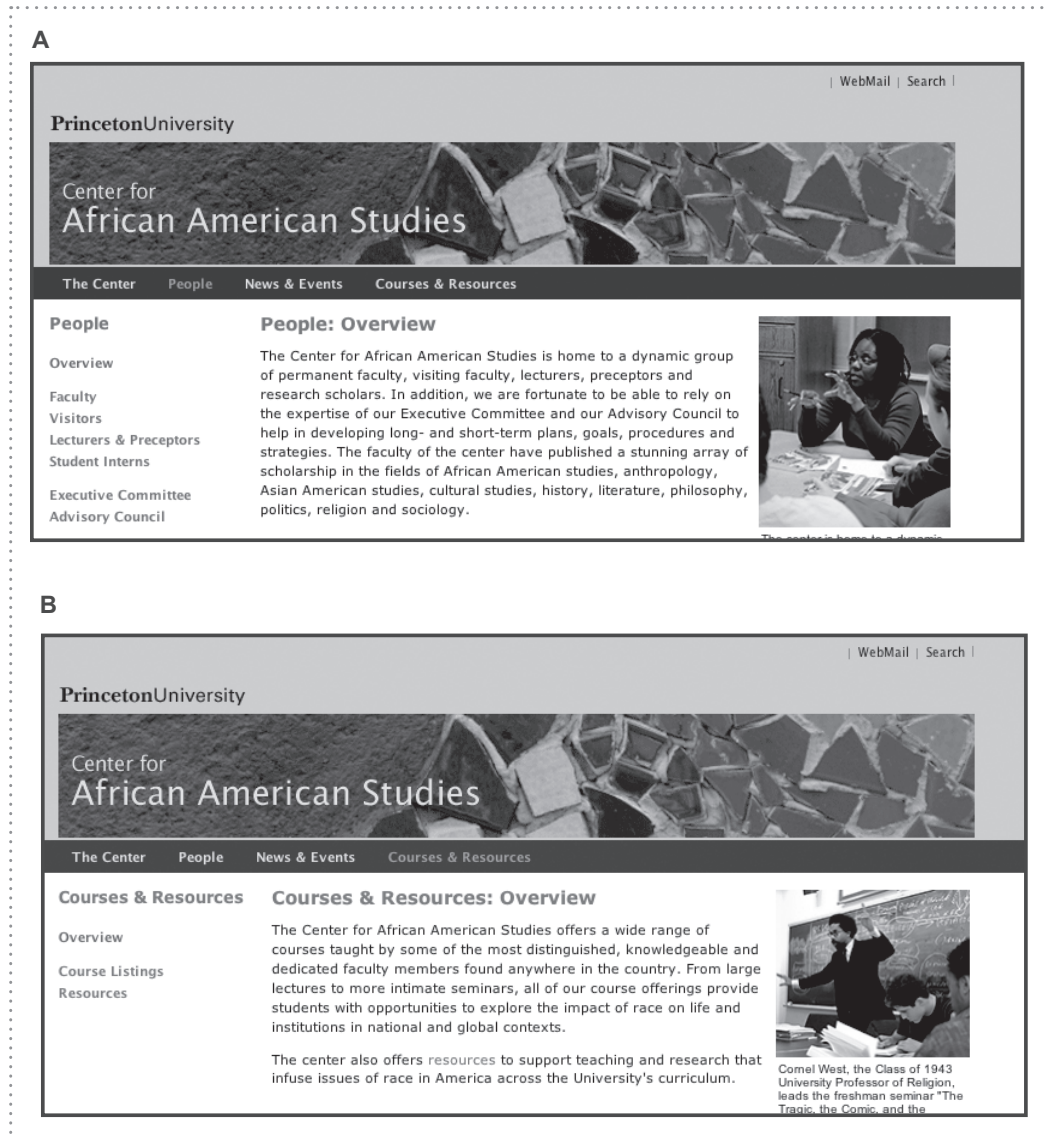 A
| WebMail | Search |
PrincetonUniversity
Center for
African American Studies
The Center People News & Events Courses & Resources
People
Overview
Faculty
Visitors
Lecturers & Preceptors
Student Interns
Executive Committee
Advisory Council
People: Overview
The Center for African American Studies is home to a dynamic group
of permanent faculty, visiting faculty, lecturers, preceptors and
research scholars. In addition, we are fortunate to be able to rely on
the expertise of our Executive Committee and our Advisory Council to
help in developing long- and short-term plans, goals, procedures and
strategies. The faculty of the center have published a stunning array of
scholarship in the fields of African American studies, anthropology,
Asian American studies, cultural studies, history, literature, philosophy,
politics, religion and sociology.
The center is home to a dynamic
B
| WebMail | Search |
PrincetonUniversity
Center for
African American Studies
The Center People News & Events Courses & Resources
Courses & Resources
Overview
Course Listings
Resources
Courses & Resources: Overview
The Center for African American Studies offers a wide range of
courses taught by some of the most distinguished, knowledgeable and
dedicated faculty members found anywhere in the country. From large
lectures to more intimate seminars, all of our course offerings provide
students with opportunities to explore the impact of race on life and
institutions in national and global contexts.
The center also offers resources to support teaching and research that
infuse issues of race in America across the University's curriculum.
Cornel West, the Class of 1943
University Professor of Religion,
leads the freshman seminar "The
Tragic, the Comic, and the